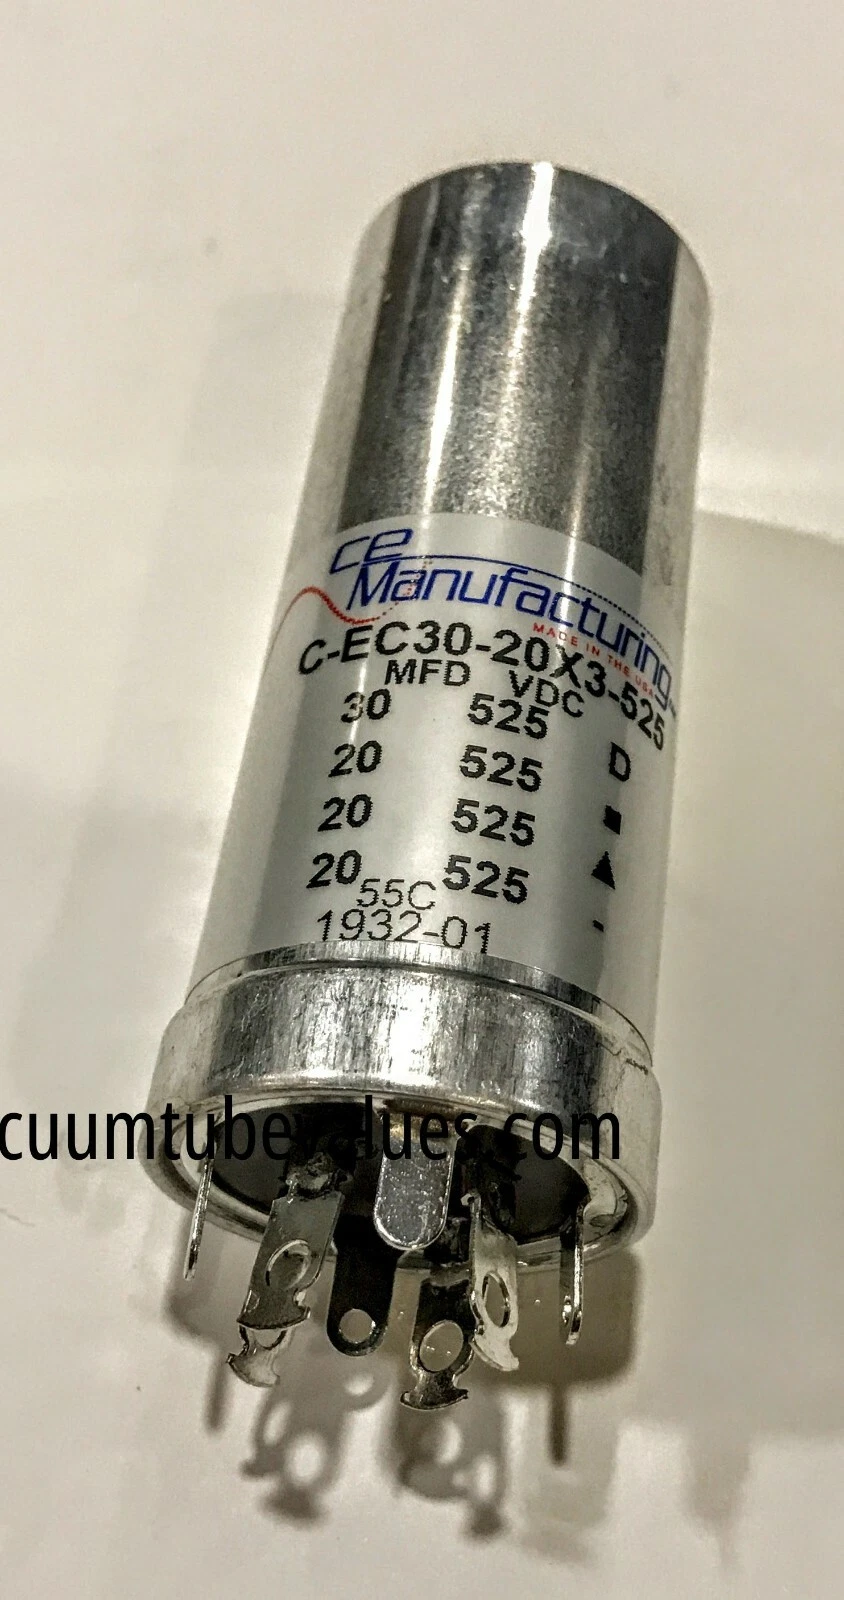 ce
Manufacturing
MADE IN THE USA
C-EC30-20X3-525
MFD VDC
30 525 D
20 525 ■
20 525 ▲
20 525 -
55C
1932-01
cuumtubevalues.com